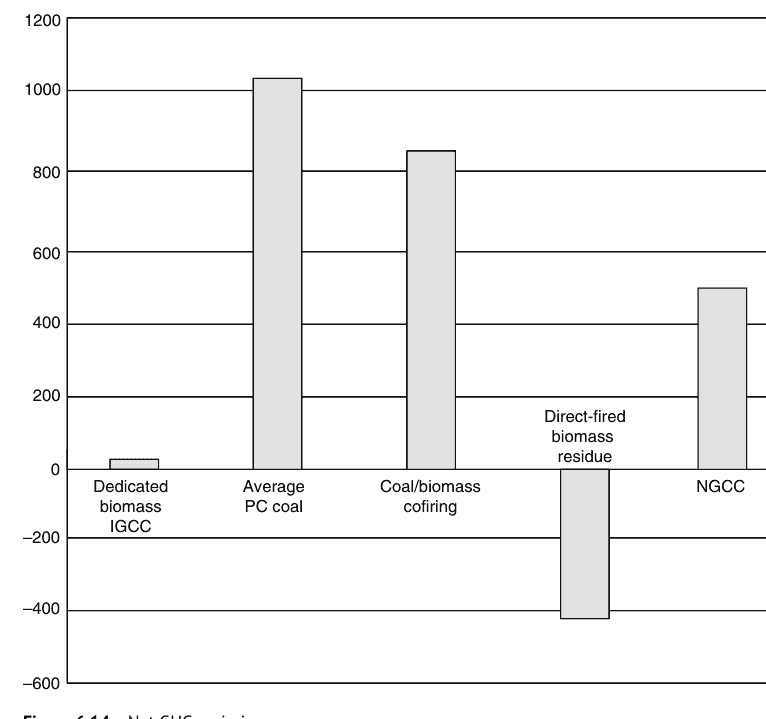 1200
1000
800
600
400
200
0
–200
–400
–600
Direct-fired
biomass
residue
Dedicated
biomass
IGCC
Average
PC coal
Coal/biomass
cofiring
NGCC